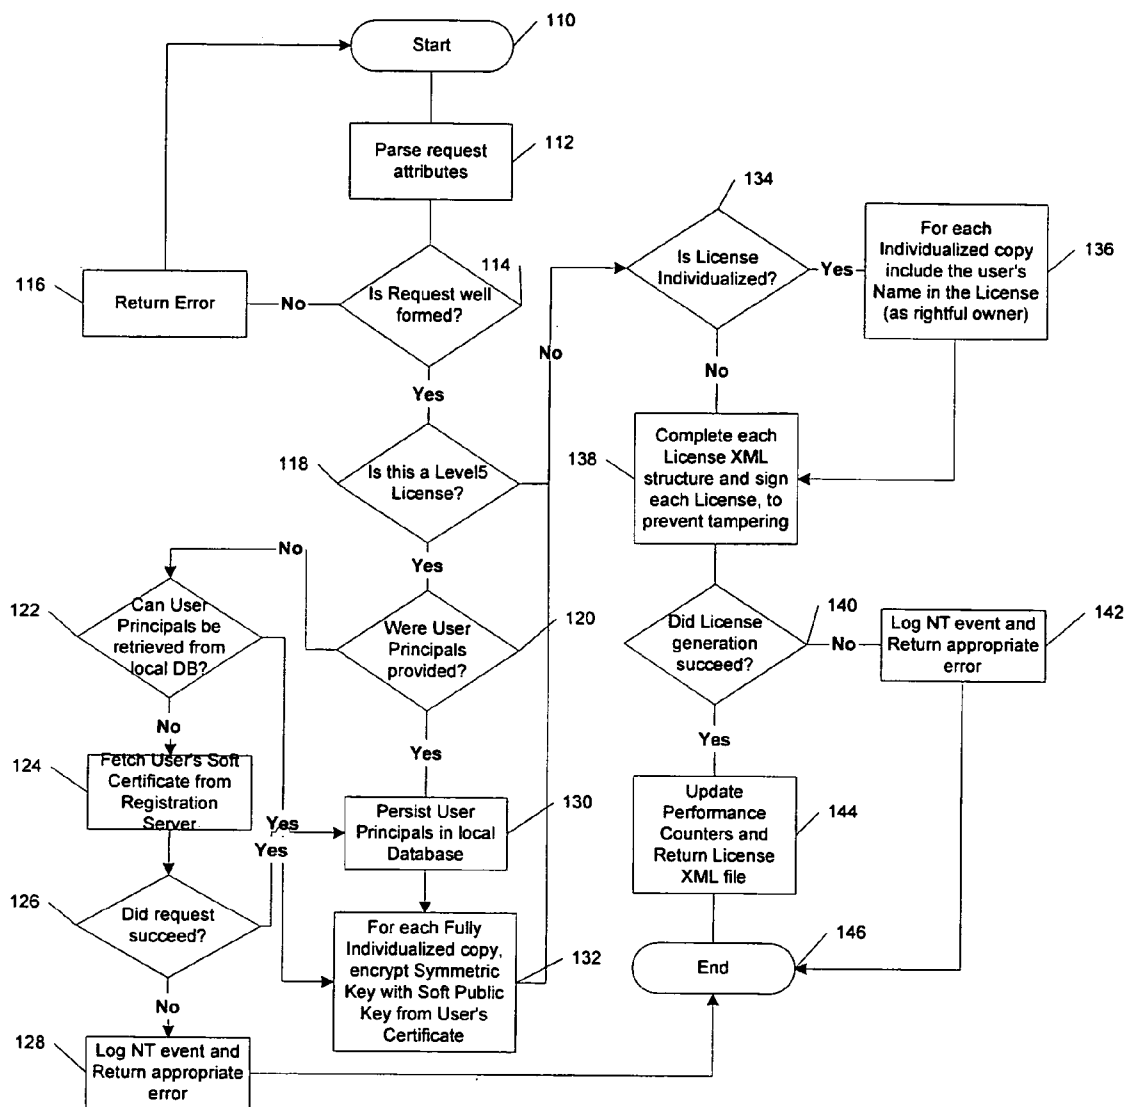 Start
110
Parse request
attributes
112
Is Request well
formed?
114
No
Return Error
116
Yes
Is this a Level5
License?
118
No
Yes
Were User
Principals
provided?
120
No
Can User
Principals be
retrieved from
local DB?
122
No
Yes
Fetch User's Soft
Certificate from
Registration
Server
124
Yes
Yes
Did request
succeed?
126
No
Log NT event and
Return appropriate
error
128
Persist User
Principals in local
Database
130
For each Fully
Individualized copy,
encrypt Symmetric
Key with Soft Public
Key from User's
Certificate
132
134
Is License
Individualized?
Yes
For each
Individualized copy
include the user's
Name in the License
(as rightful owner)
136
No
Complete each
License XML
structure and sign
each License, to
prevent tampering
138
Did License
generation
succeed?
140
No
Log NT event and
Return appropriate
error
142
Yes
Update
Performance
Counters and
Return License
XML file
144
End
146